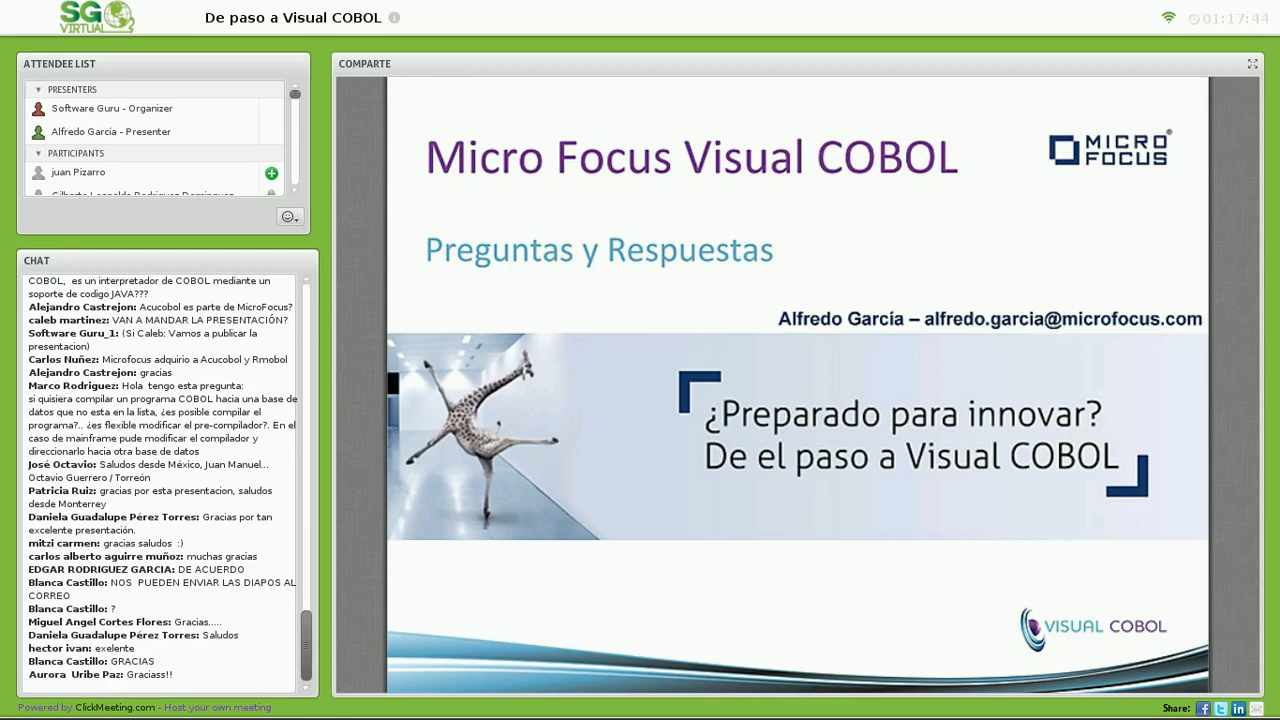 SG
VIRTUAL
De paso a Visual COBOL
01:17:44
ATTENDEE LIST
PRESENTERS
Software Guru - Organizer
Alfredo García - Presenter
PARTICIPANTS
juan Pizarro
Gilberto Leopoldo Rodriguez Dominguez
CHAT
COBOL, es un interpretador de COBOL mediante un
soporte de codigo JAVA???
Alejandro Castrejon: Acucobol es parte de MicroFocus?
caleb martinez: VAN A MANDAR LA PRESENTACIÓN?
Software Guru_1: (Si Caleb: Vamos a publicar la
presentacion)
Carlos Nuñez: Microfocus adquirio a Acucobol y Rmobol
Alejandro Castrejon: gracias
Marco Rodriguez: Hola tengo esta pregunta:
si quisiera compilar un programa COBOL hacia una base de
datos que no esta en la lista, ¿es posible compilar el
programa?.. ¿es flexible modificar el pre-compilador?. En el
caso de mainframe pude modificar el compilador y
direccionarlo hacia otra base de datos
José Octavio: Saludos desde México, Juan Manuel...
Octavio Guerrero / Torreón
Patricia Ruiz: gracias por esta presentacion, saludos
desde Monterrey
Daniela Guadalupe Pérez Torres: Gracias por tan
excelente presentación.
mitzi carmen: gracias saludos :)
carlos alberto aguirre muñoz: muchas gracias
EDGAR RODRIGUEZ GARCIA: DE ACUERDO
Blanca Castillo: NOS PUEDEN ENVIAR LAS DIAPOS AL
CORREO
Blanca Castillo: ?
Miguel Angel Cortes Flores: Gracias.....
Daniela Guadalupe Pérez Torres: Saludos
hector ivan: exelente
Blanca Castillo: GRACIAS
Aurora Uribe Paz: Graciass!!
COMPARTE
Micro Focus Visual COBOL
MICRO
FOCUS
Preguntas y Respuestas
Alfredo García – alfredo.garcia@microfocus.com
¿Preparado para innovar?
De el paso a Visual COBOL
VISUAL COBOL
Powered by ClickMeeting.com - Host your own meeting
Share: